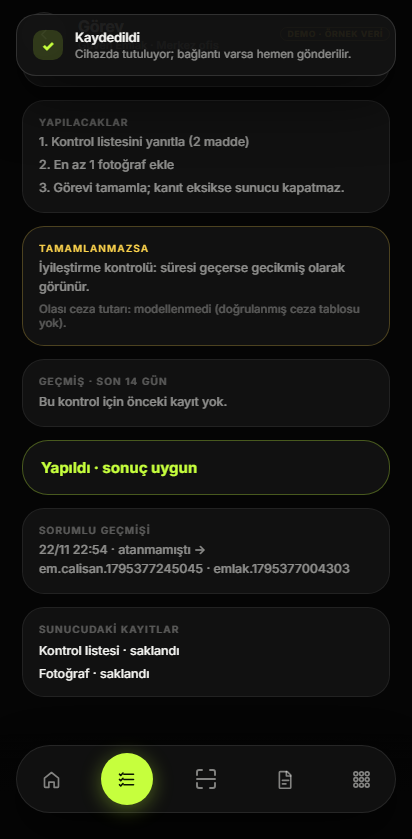 Görev
DEMO · ÖRNEK VERİ
Kaydedildi
Cihazda tutuluyor; bağlantı varsa hemen gönderilir.
YAPILACAKLAR
1. Kontrol listesini yanıtla (2 madde)
2. En az 1 fotoğraf ekle
3. Görevi tamamla; kanıt eksikse sunucu kapatmaz.
TAMAMLANMAZSA
İyileştirme kontrolü: süresi geçerse gecikmiş olarak
görünür.
Olası ceza tutarı: modellenmedi (doğrulanmış ceza tablosu
yok).
GEÇMİŞ · SON 14 GÜN
Bu kontrol için önceki kayıt yok.
Yapıldı · sonuç uygun
SORUMLU GEÇMİŞİ
22/11 22:54 · atanmamıştı →
em.calisan.1795377245045 · emlak.1795377004303
SUNUCUDAKİ KAYITLAR
Kontrol listesi · saklandı
Fotoğraf · saklandı